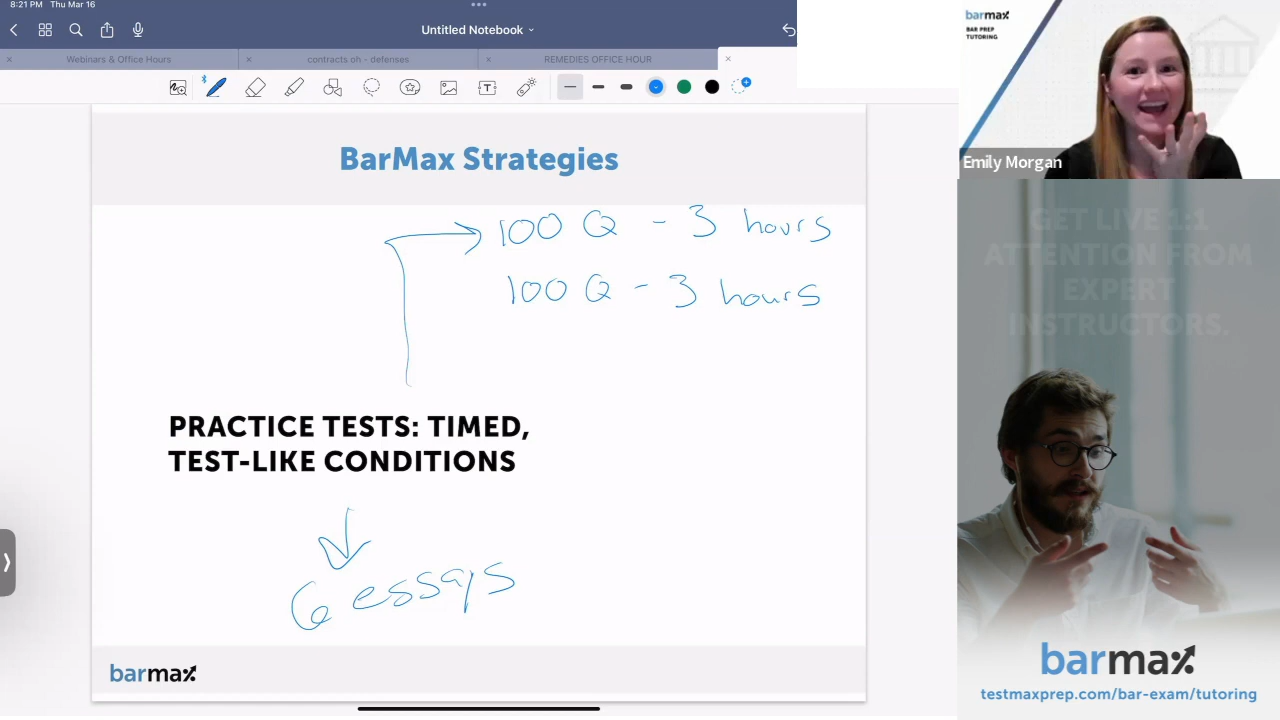 8:21 PM Thu Mar 16
Untitled Notebook
Webinars & Office Hours
contracts oh - defenses
REMEDIES OFFICE HOUR
BarMax Strategies
100 Q - 3 hours
100 Q - 3 hours
PRACTICE TESTS: TIMED,
TEST-LIKE CONDITIONS
6 essays
barmax
barmax
BAR PREP
TUTORING
Emily Morgan
GET LIVE 1:1
ATTENTION FROM
EXPERT
INSTRUCTORS.
barmax
testmaxprep.com/bar-exam/tutoring